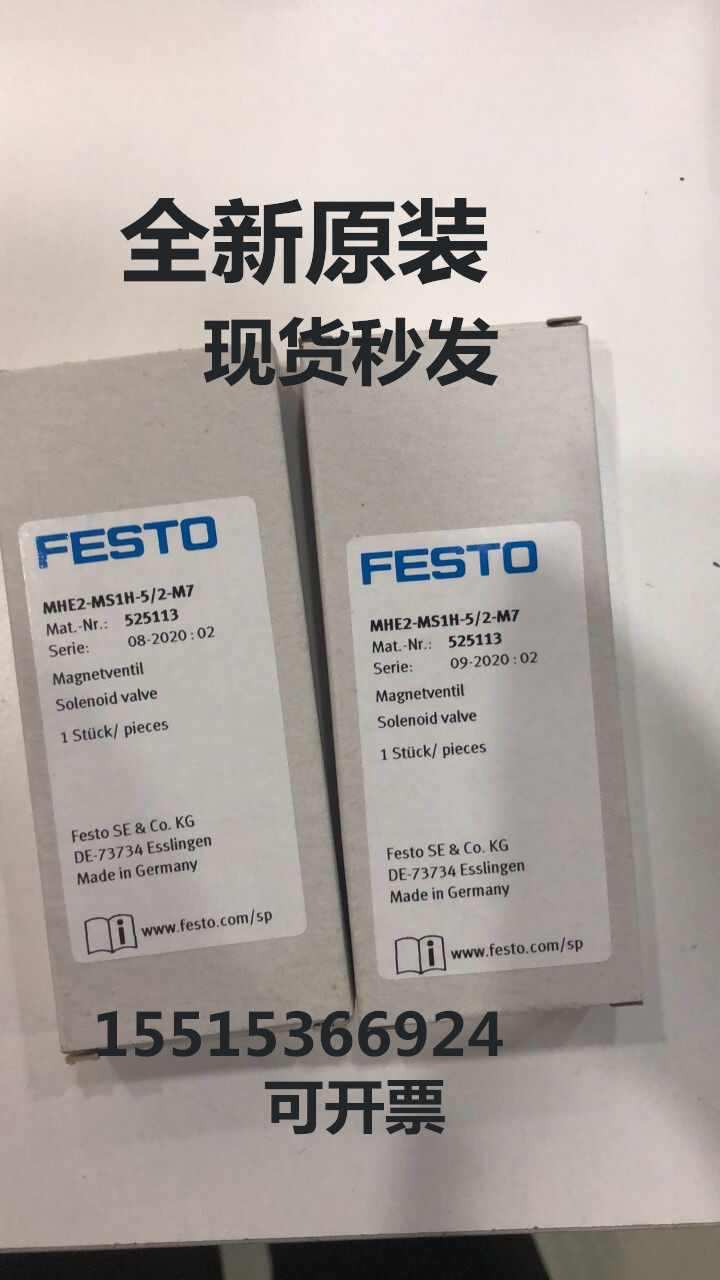 全新原装
现货秒发
FESTO
MHE2-MS1H-5/2-M7
Mat.-Nr.: 525113
Serie: 08-2020:02
Magnetventil
Solenoid valve
1 Stück/ pieces
Festo SE & Co. KG
DE-73734 Esslingen
Made in Germany
www.festo.com/sp
FESTO
MHE2-MS1H-5/2-M7
Mat.-Nr.: 525113
Serie: 09-2020:02
Magnetventil
Solenoid valve
1 Stück/ pieces
Festo SE & Co. KG
DE-73734 Esslingen
Made in Germany
www.festo.com/sp
15515366924
可开票